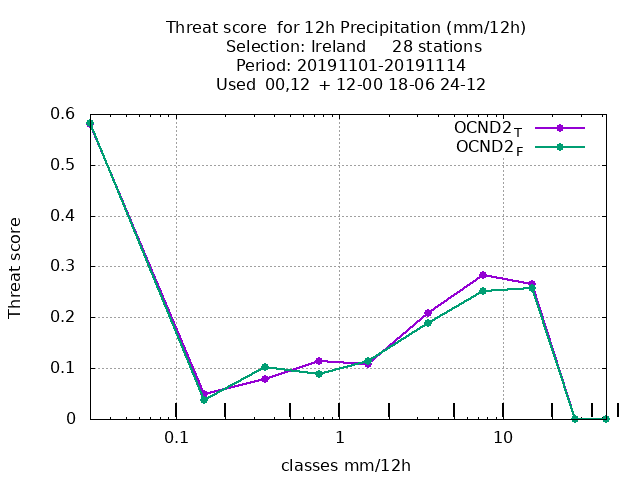 Threat score  for 12h Precipitation (mm/12h)
Selection: Ireland     28 stations
Period: 20191101-20191114
Used  00,12  + 12-00 18-06 24-12
OCND2T
OCND2F
0.6
0.5
0.4
0.3
0.2
0.1
0
Threat score
0.1
1
10
classes mm/12h